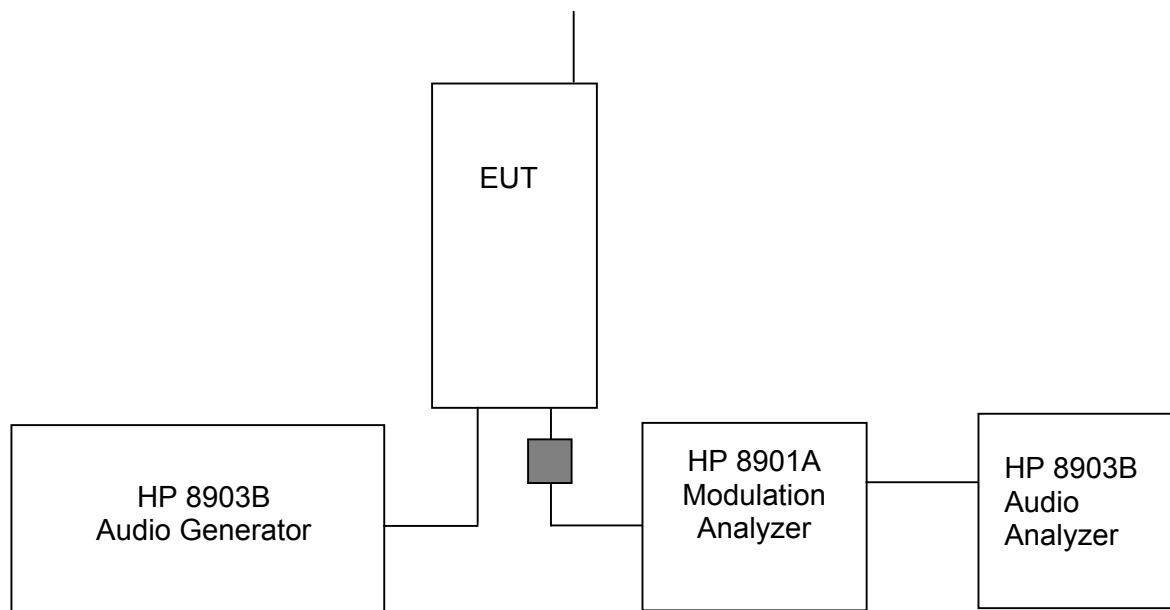 EUT
HP 8903B
Audio Generator
HP 8901A
Modulation
Analyzer
HP 8903B
Audio
Analyzer